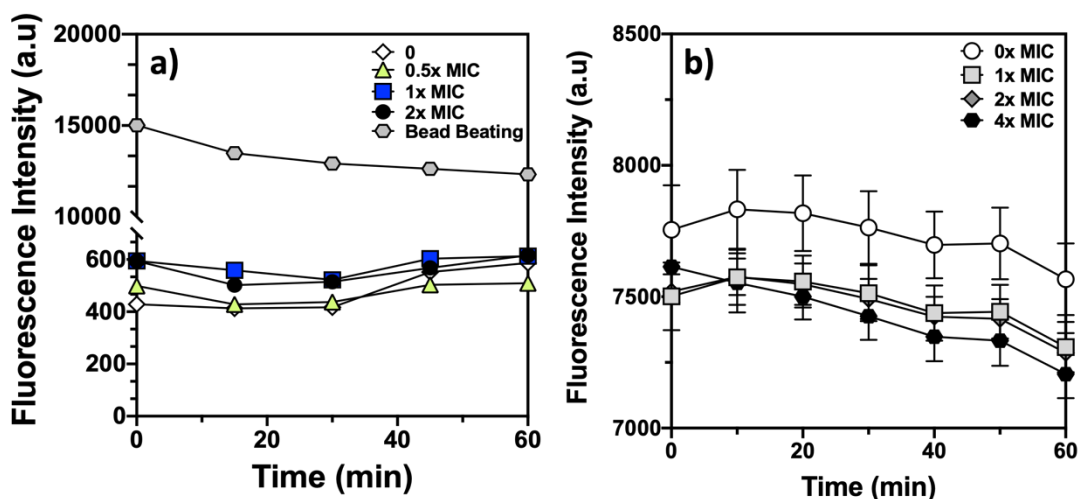 a)
Fluorescence Intensity (a.u)
20000
15000
10000
600
400
200
0
0
20
40
60
Time (min)
0
0.5x MIC
1x MIC
2x MIC
Bead Beating
b)
Fluorescence Intensity (a.u)
8500
8000
7500
7000
0
20
40
60
Time (min)
0x MIC
1x MIC
2x MIC
4x MIC